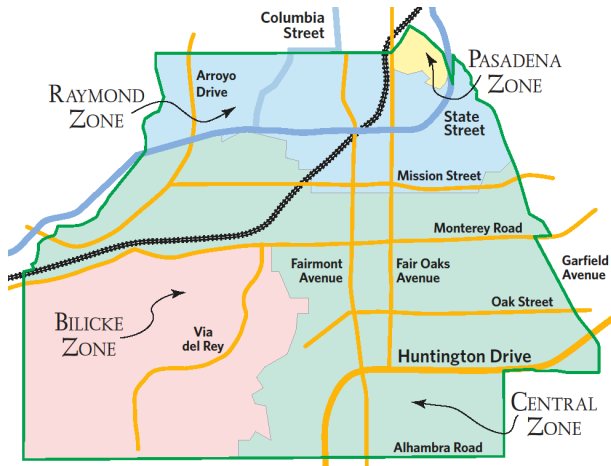 Columbia
Street
PASADENA
ZONE
Arroyo
Drive
RAYMOND
ZONE
State
Street
Mission Street
Monterey Road
Fairmont
Avenue
Fair Oaks
Avenue
Garfield
Avenue
Oak Street
BILICKE
ZONE
Via
del Rey
Huntington Drive
CENTRAL
ZONE
Alhambra Road